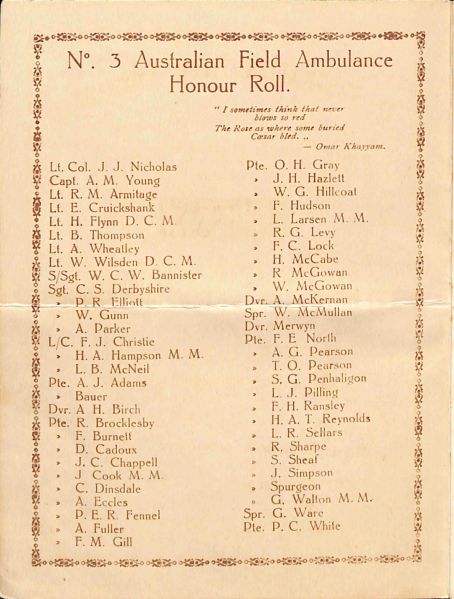 No. 3 Australian Field Ambulance
Honour Roll.
"I sometimes think that never
blows so red
The Rose as where some buried
Cæsar bled. ..
— Omar Khayyam.
Lt. Col. J. J. Nicholas
Capt. A. M. Young
Lt. R. M. Armitage
Lt. E. Cruickshank
Lt. H. Flynn D. C. M.
Lt. B. Thompson
Lt. A. Wheatley
Lt. W. Wilsden D. C. M.
S/Sgt. W. C. W. Bannister
Sgt. C. S. Derbyshire
" P. R. Elliott
" W. Gunn
" A. Parker
L/C. F. J. Christie
" H. A. Hampson M. M.
" L. B. McNeil
Pte. A. J. Adams
" Bauer
Dvr. A H. Birch
Pte. R. Brocklesby
" F. Burnett
" D. Cadoux
" J. C. Chappell
" J Cook M. M.
" C. Dinsdale
" A. Eccles
" P. E. R. Fennel
" A. Fuller
" F. M. Gill
Pte. O. H. Gray
" J. H. Hazlett
" W. G. Hillcoat
" F. Hudson
" L. Larsen M. M.
" R. G. Levy
" F. C. Lock
" H. McCabe
" R McGowan
" W. McGowan
Dvr. A. McKernan
Spr. W. McMullan
Dvr. Merwyn
Pte. F. E North
" A. G. Pearson
" T. O. Pearson
" S. G. Penhaligon
" L. J. Pilling
" F. H. Ransley
" H. A. T. Reynolds
" L. R. Sellars
" R. Sharpe
" S. Sheaf
" J. Simpson
" Spurgeon
" G. Walton M. M.
Spr. G. Ware
Pte. P. C. White